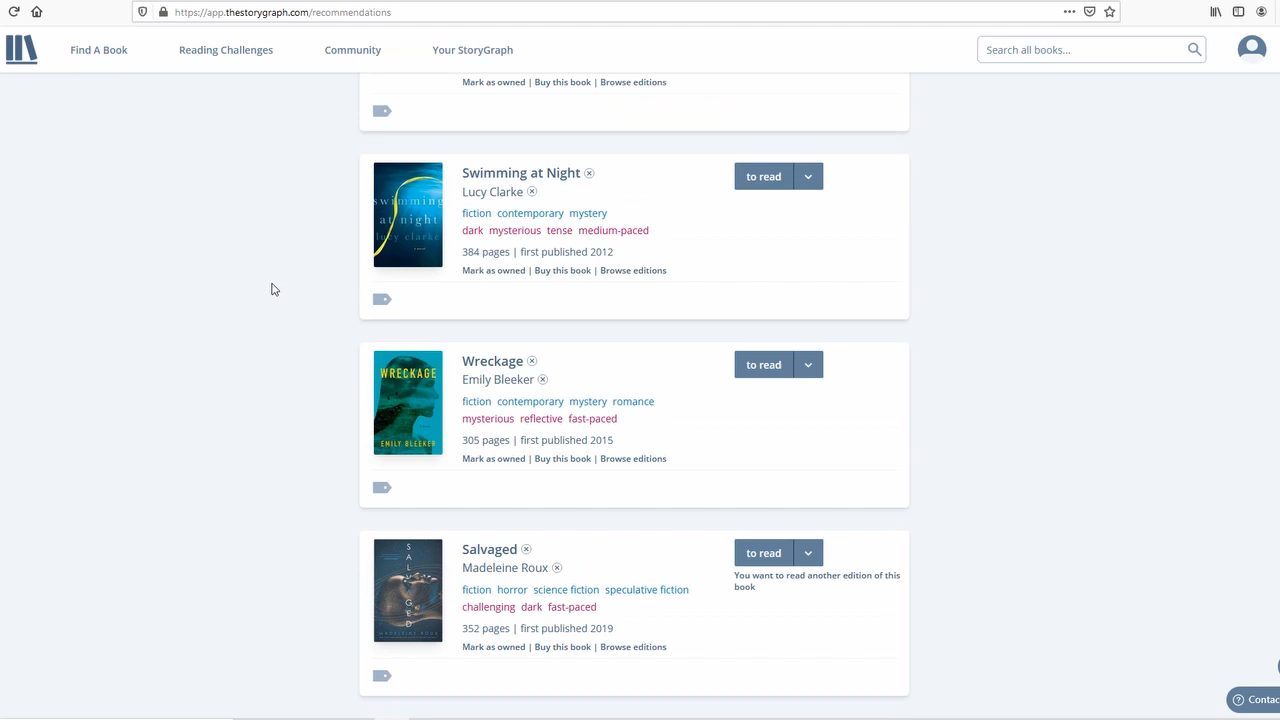 https://app.thestorygraph.com/recommendations
Find A Book
Reading Challenges
Community
Your StoryGraph
Search all books...
Mark as owned | Buy this book | Browse editions
swimming
at night
lucy clarke
Swimming at Night
Lucy Clarke
fiction contemporary mystery
dark mysterious tense medium-paced
384 pages | first published 2012
Mark as owned | Buy this book | Browse editions
to read
WRECKAGE
EMILY BLEEKER
Wreckage
Emily Bleeker
fiction contemporary mystery romance
mysterious reflective fast-paced
305 pages | first published 2015
Mark as owned | Buy this book | Browse editions
to read
SALVAGED
MADELEINE ROUX
Salvaged
Madeleine Roux
fiction horror science fiction speculative fiction
challenging dark fast-paced
352 pages | first published 2019
Mark as owned | Buy this book | Browse editions
to read
You want to read another edition of this
book
Contac